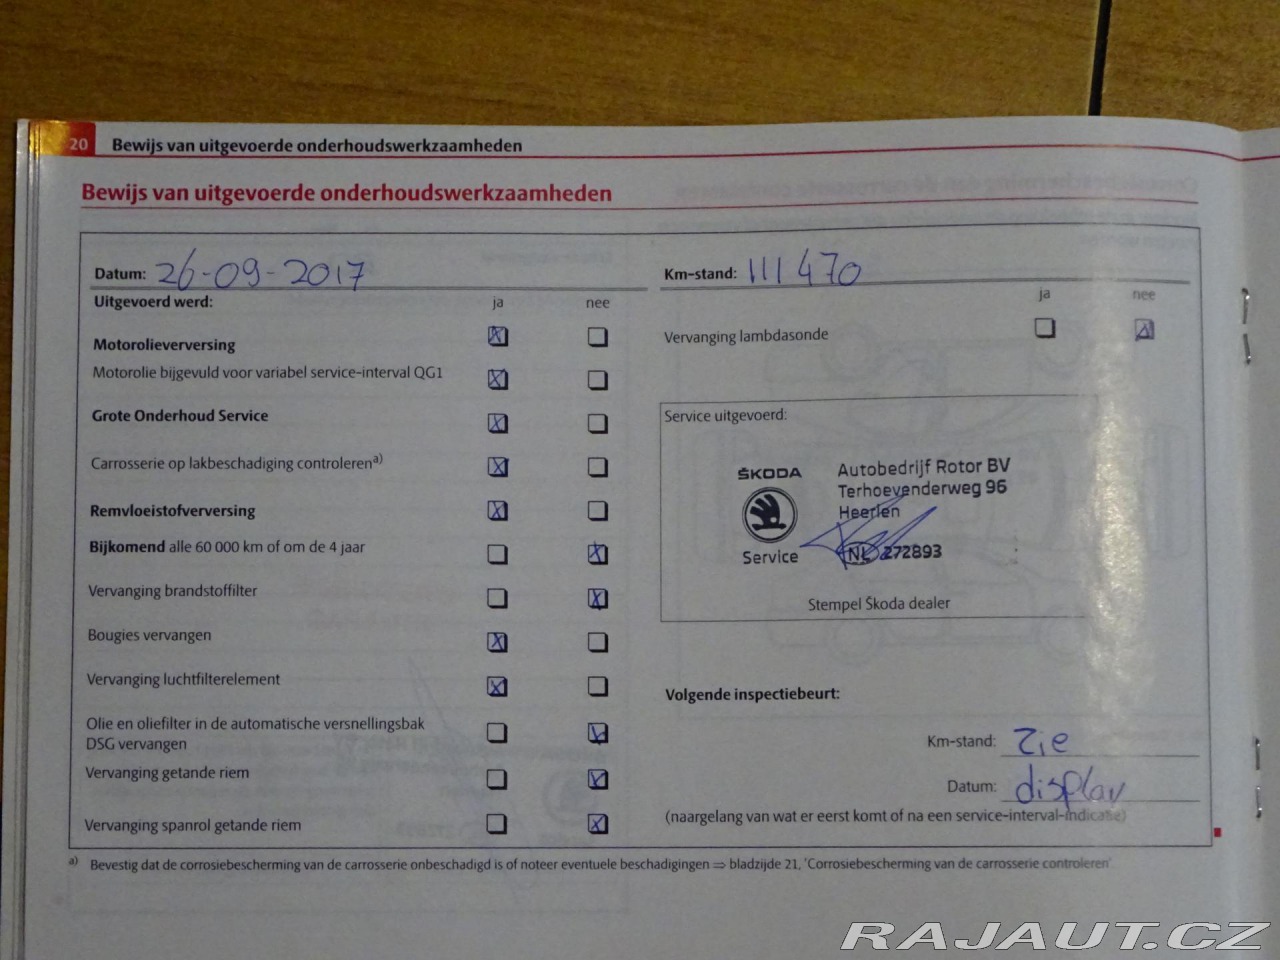 20 Bewijs van uitgevoerde onderhoudswerkzaamheden
Bewijs van uitgevoerde onderhoudswerkzaamheden
Datum: 26-09-2017
Uitgevoerd werd: ja nee
Motorolieverversing
Motorolie bijgevuld voor variabel service-interval QG1
Grote Onderhoud Service
Carrosserie op lakbeschadiging controleren a)
Remvloeistofverversing
Bijkomend alle 60 000 km of om de 4 jaar
Vervanging brandstoffilter
Bougies vervangen
Vervanging luchtfilterelement
Olie en oliefilter in de automatische versnellingsbak
DSG vervangen
Vervanging getande riem
Vervanging spanrol getande riem
Km-stand: 111470
ja nee
Vervanging lambdasonde
Service uitgevoerd:
ŠKODA
Service
Autobedrijf Rotor BV
Terhoevenderweg 96
Heerlen
NL 272893
Stempel Škoda dealer
Volgende inspectiebeurt:
Km-stand: Zie
Datum: display
(naargelang van wat er eerst komt of na een service-interval-indicatie)
a) Bevestig dat de corrosiebescherming van de carrosserie onbeschadigd is of noteer eventuele beschadigingen ⇒ bladzijde 21, 'Corrosiebescherming van de carrosserie controleren'
RAJAUT.CZ